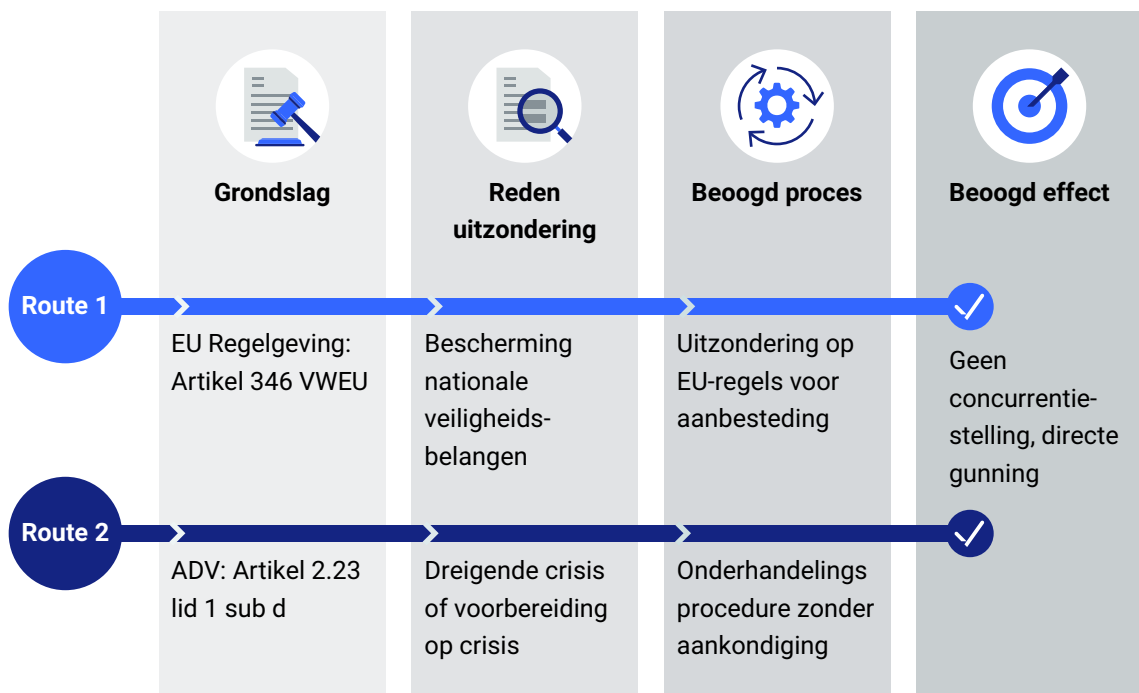 Grondslag
Reden
uitzondering
Beoogd proces
Beoogd effect
Route 1
EU Regelgeving:
Artikel 346 VWEU
Bescherming
nationale
veiligheids-
belangen
Uitzondering op
EU-regels voor
aanbesteding
Geen
concurrentie-
stelling, directe
gunning
Route 2
ADV: Artikel 2.23
lid 1 sub d
Dreigende crisis
of voorbereiding
op crisis
Onderhandelings
procedure zonder
aankondiging